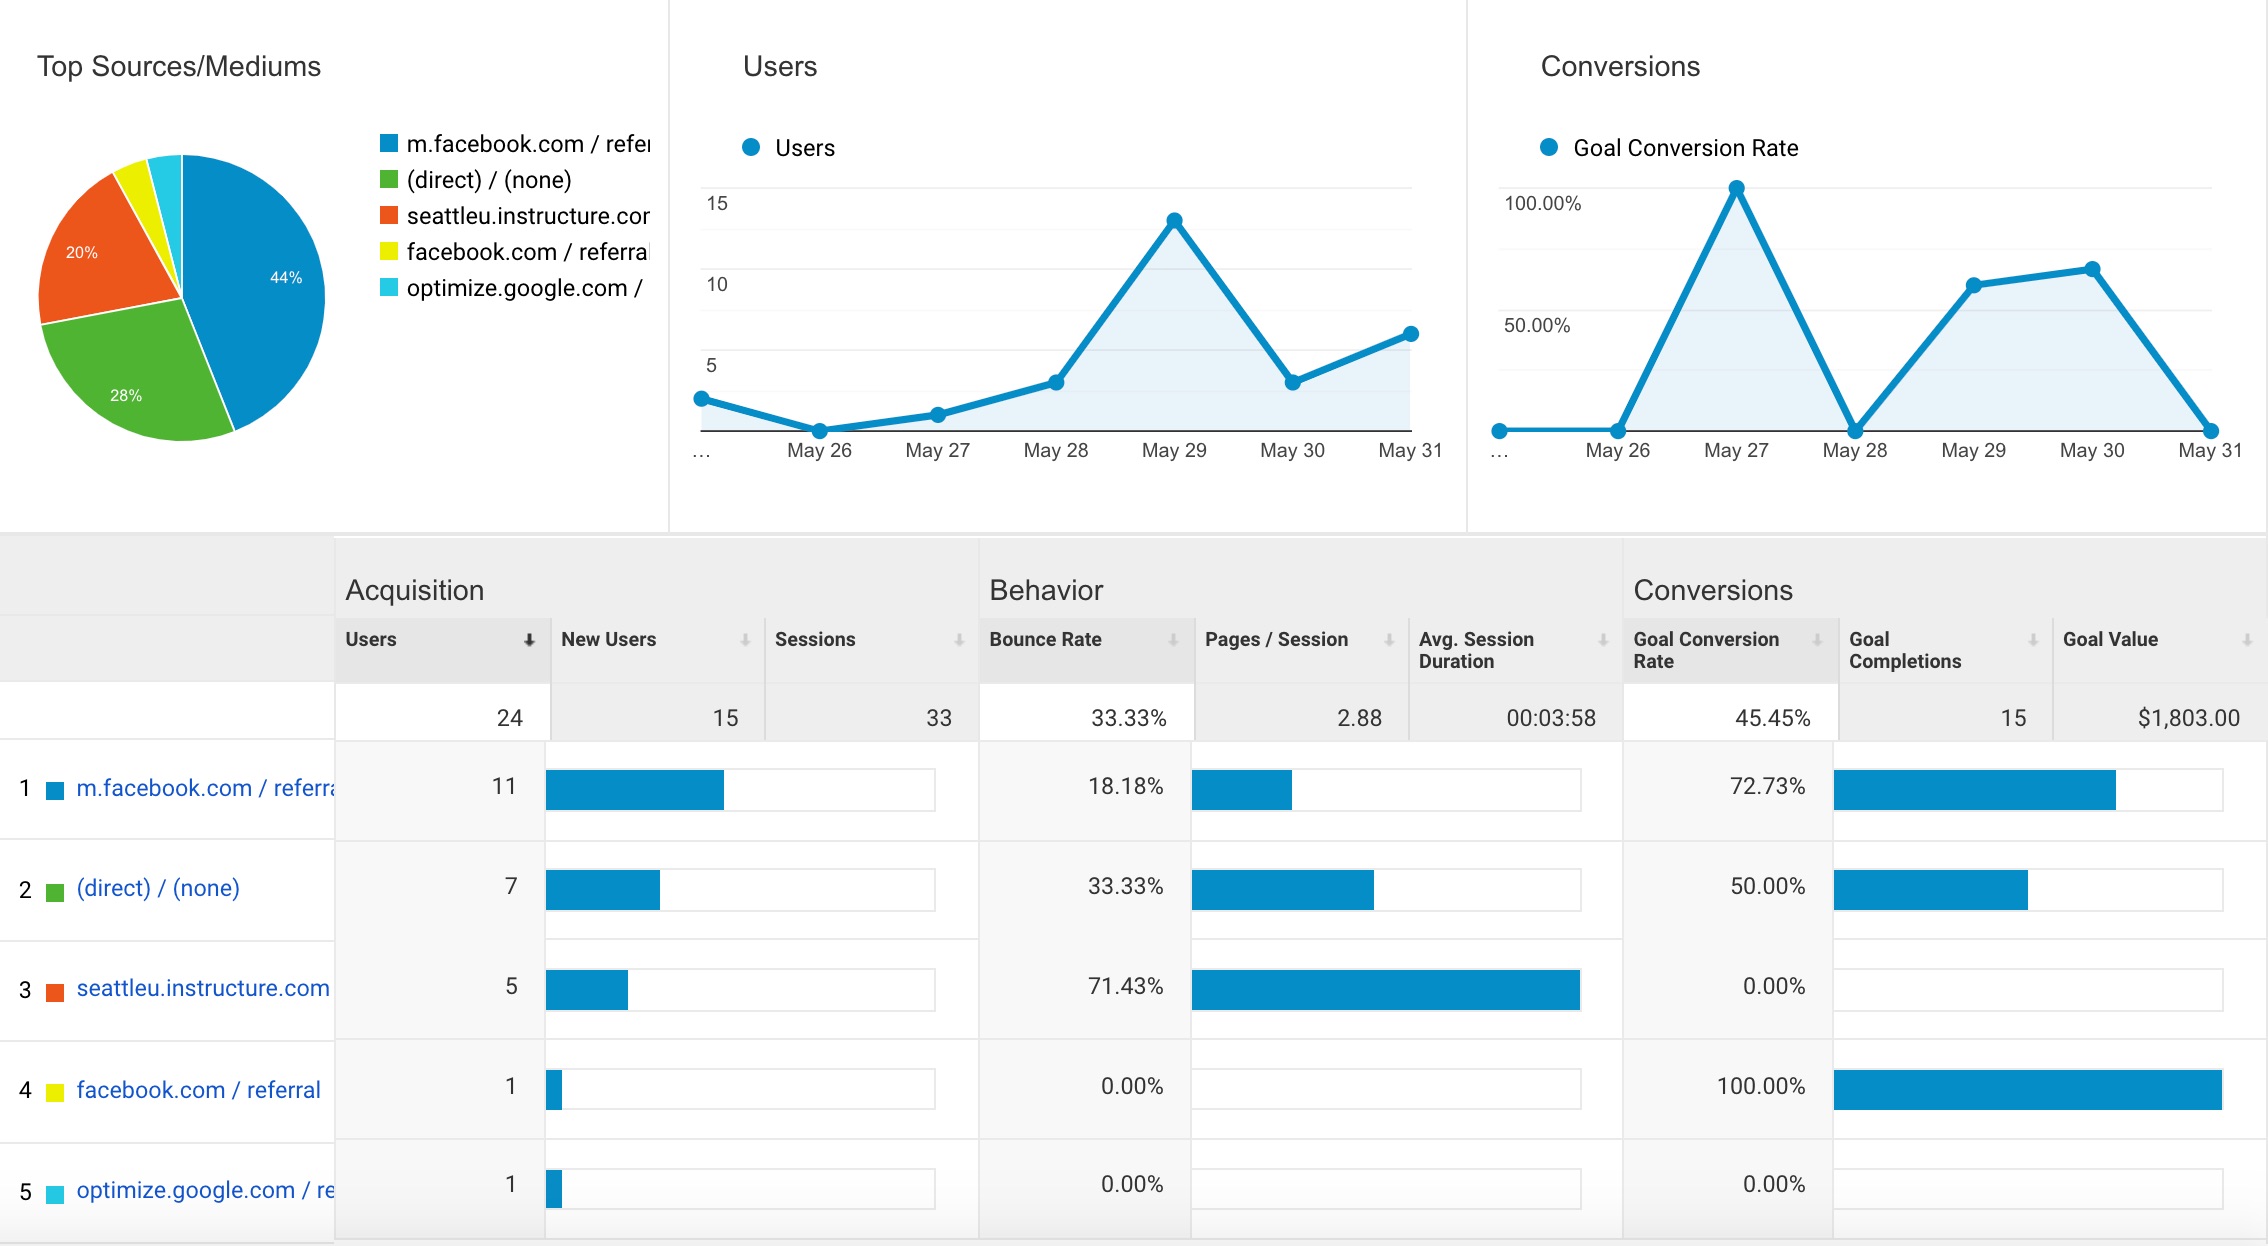 Top Sources/Mediums
m.facebook.com / refer
(direct) / (none)
seattleu.instructure.cor
facebook.com / referral
optimize.google.com /
44%
28%
20%
Users
Users
15
10
5
...
May 26
May 27
May 28
May 29
May 30
May 31
Conversions
Goal Conversion Rate
100.00%
50.00%
...
May 26
May 27
May 28
May 29
May 30
May 31
Acquisition
Behavior
Conversions
Users
New Users
Sessions
Bounce Rate
Pages / Session
Avg. Session
Duration
Goal Conversion
Rate
Goal
Completions
Goal Value
24 15 33 33.33% 2.88 00:03:58 45.45% 15 $1,803.00
1 m.facebook.com / referra 11 18.18% 72.73%
2 (direct) / (none) 7 33.33% 50.00%
3 seattleu.instructure.com 5 71.43% 0.00%
4 facebook.com / referral 1 0.00% 100.00%
5 optimize.google.com / re 1 0.00% 0.00%